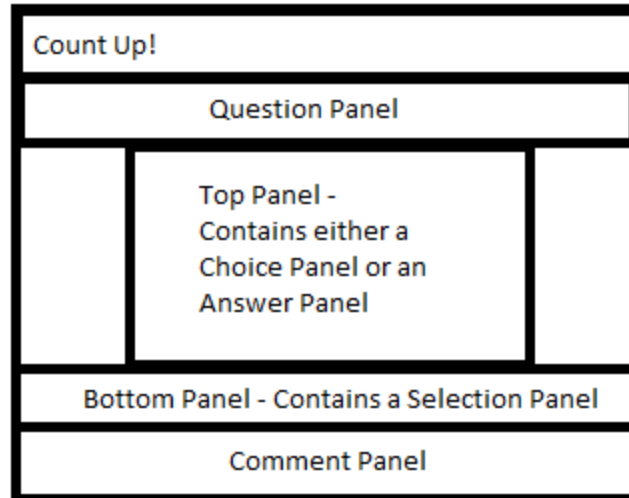 Count Up!
Question Panel
Top Panel -
Contains either a
Choice Panel or an
Answer Panel
Bottom Panel - Contains a Selection Panel
Comment Panel